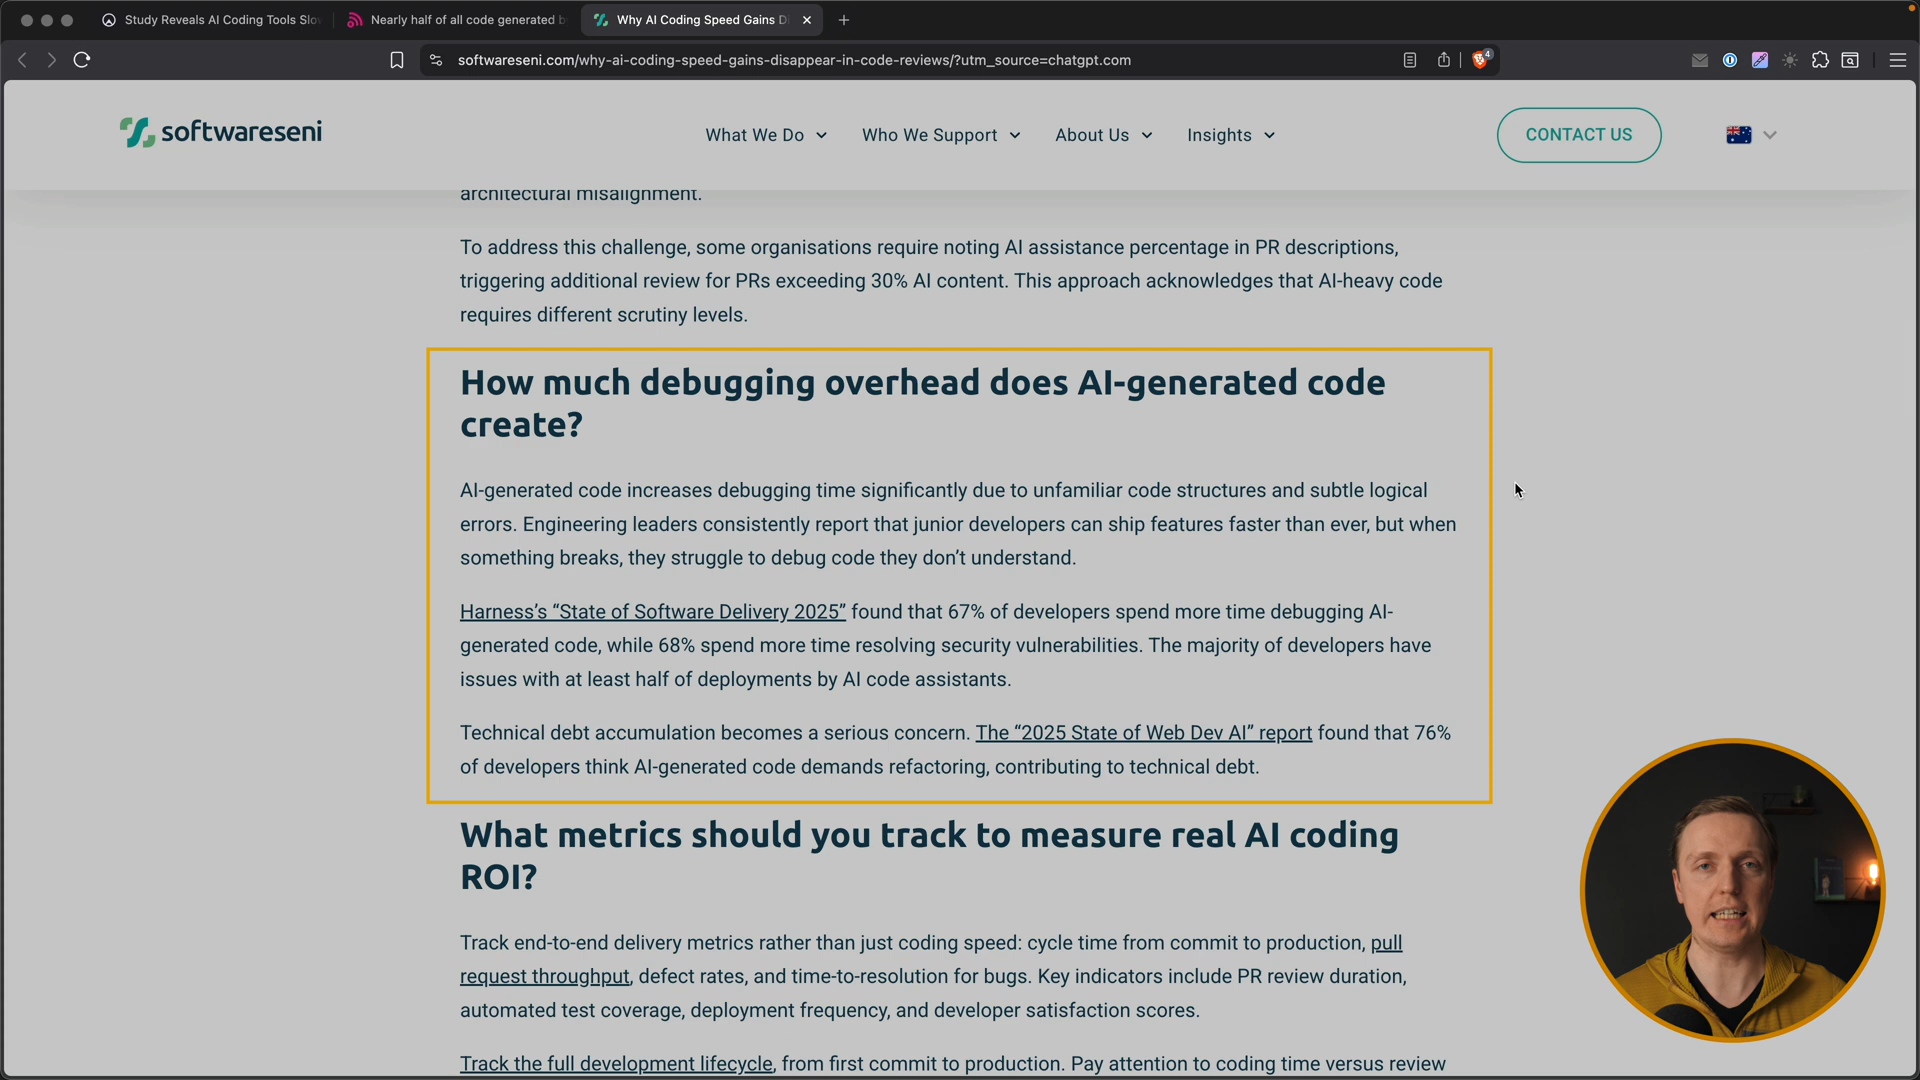 Study Reveals AI Coding Tools Slo
Nearly half of all code generated b
Why AI Coding Speed Gains Di
softwareseni.com/why-ai-coding-speed-gains-disappear-in-code-reviews/?utm_source=chatgpt.com
4
softwareseni
What We Do
Who We Support
About Us
Insights
CONTACT US
architectural misalignment.
To address this challenge, some organisations require noting AI assistance percentage in PR descriptions,
triggering additional review for PRs exceeding 30% AI content. This approach acknowledges that AI-heavy code
requires different scrutiny levels.
How much debugging overhead does AI-generated code
create?
AI-generated code increases debugging time significantly due to unfamiliar code structures and subtle logical
errors. Engineering leaders consistently report that junior developers can ship features faster than ever, but when
something breaks, they struggle to debug code they don’t understand.
Harness’s “State of Software Delivery 2025” found that 67% of developers spend more time debugging AI-
generated code, while 68% spend more time resolving security vulnerabilities. The majority of developers have
issues with at least half of deployments by AI code assistants.
Technical debt accumulation becomes a serious concern. The “2025 State of Web Dev AI” report found that 76%
of developers think AI-generated code demands refactoring, contributing to technical debt.
What metrics should you track to measure real AI coding
ROI?
Track end-to-end delivery metrics rather than just coding speed: cycle time from commit to production, pull
request throughput, defect rates, and time-to-resolution for bugs. Key indicators include PR review duration,
automated test coverage, deployment frequency, and developer satisfaction scores.
Track the full development lifecycle, from first commit to production. Pay attention to coding time versus review